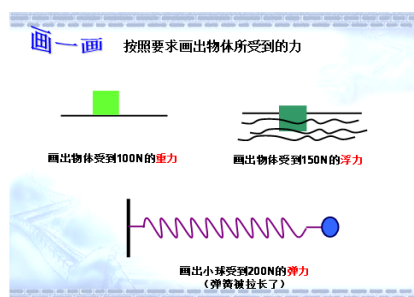 画一画 按照要求画出物体所受到的力
画出物体受到100N的重力
画出物体受到150N的浮力
画出小球受到200N的弹力
（弹簧被拉长了）